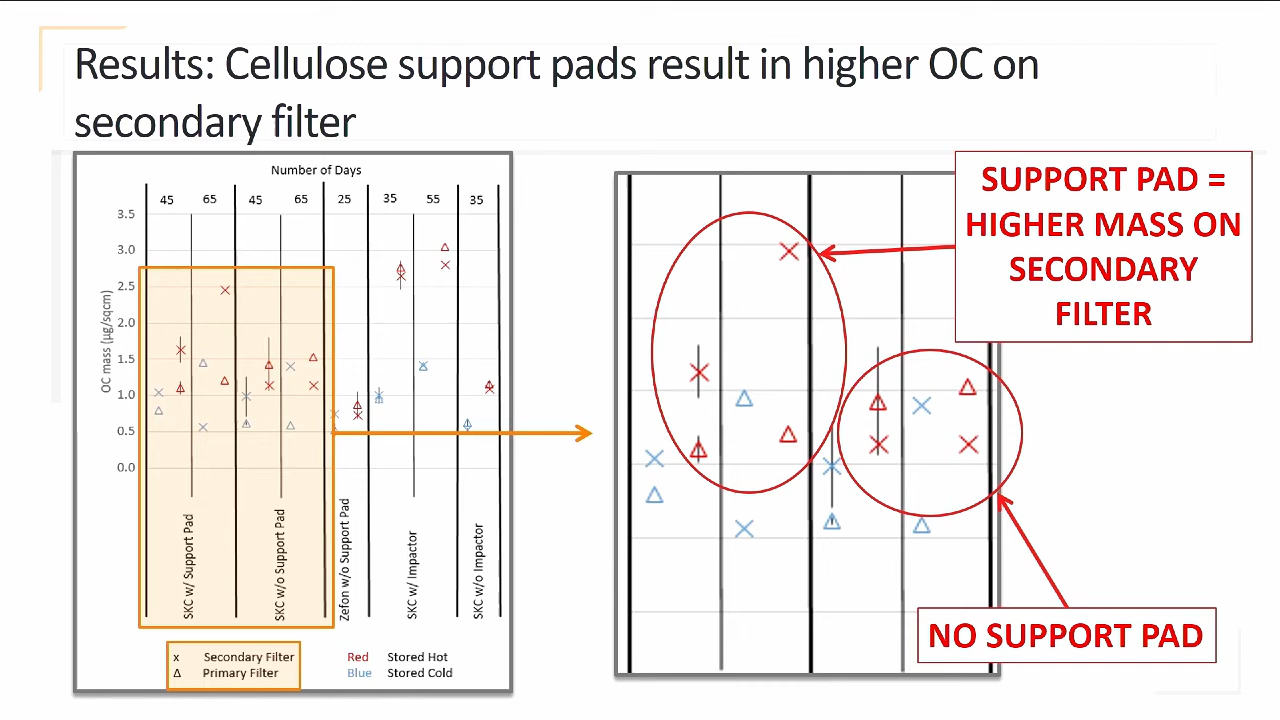 Results: Cellulose support pads result in higher OC on
secondary filter
Number of Days
45 65 45 65 25 35 55 35
3.5
3.0
2.5
2.0
1.5
1.0
0.5
0.0
OC mass (µg/sqcm)
SKC w/ Support Pad
SKC w/o Support Pad
Zefon w/o Support Pad
SKC w/ Impactor
SKC w/o Impactor
x Secondary Filter
Δ Primary Filter
Red Stored Hot
Blue Stored Cold
SUPPORT PAD =
HIGHER MASS ON
SECONDARY
FILTER
NO SUPPORT PAD